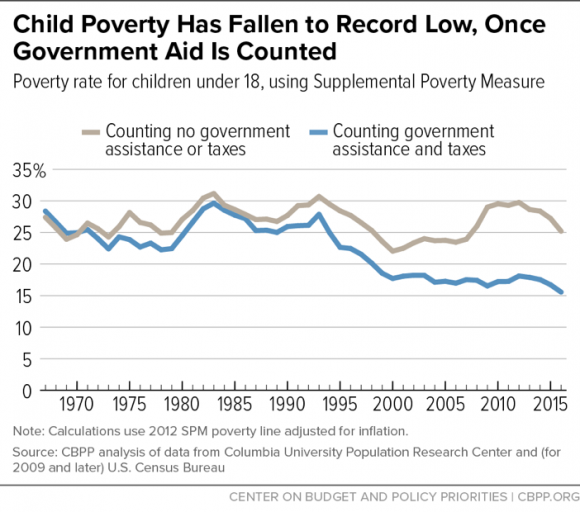 Child Poverty Has Fallen to Record Low, Once
Government Aid Is Counted
Poverty rate for children under 18, using Supplemental Poverty Measure
Counting no government
assistance or taxes
Counting government
assistance and taxes
35%
30
25
20
15
10
5
0
1970 1975 1980 1985 1990 1995 2000 2005 2010 2015
Note: Calculations use 2012 SPM poverty line adjusted for inflation.
Source: CBPP analysis of data from Columbia University Population Research Center and (for
2009 and later) U.S. Census Bureau
CENTER ON BUDGET AND POLICY PRIORITIES | CBPP.ORG